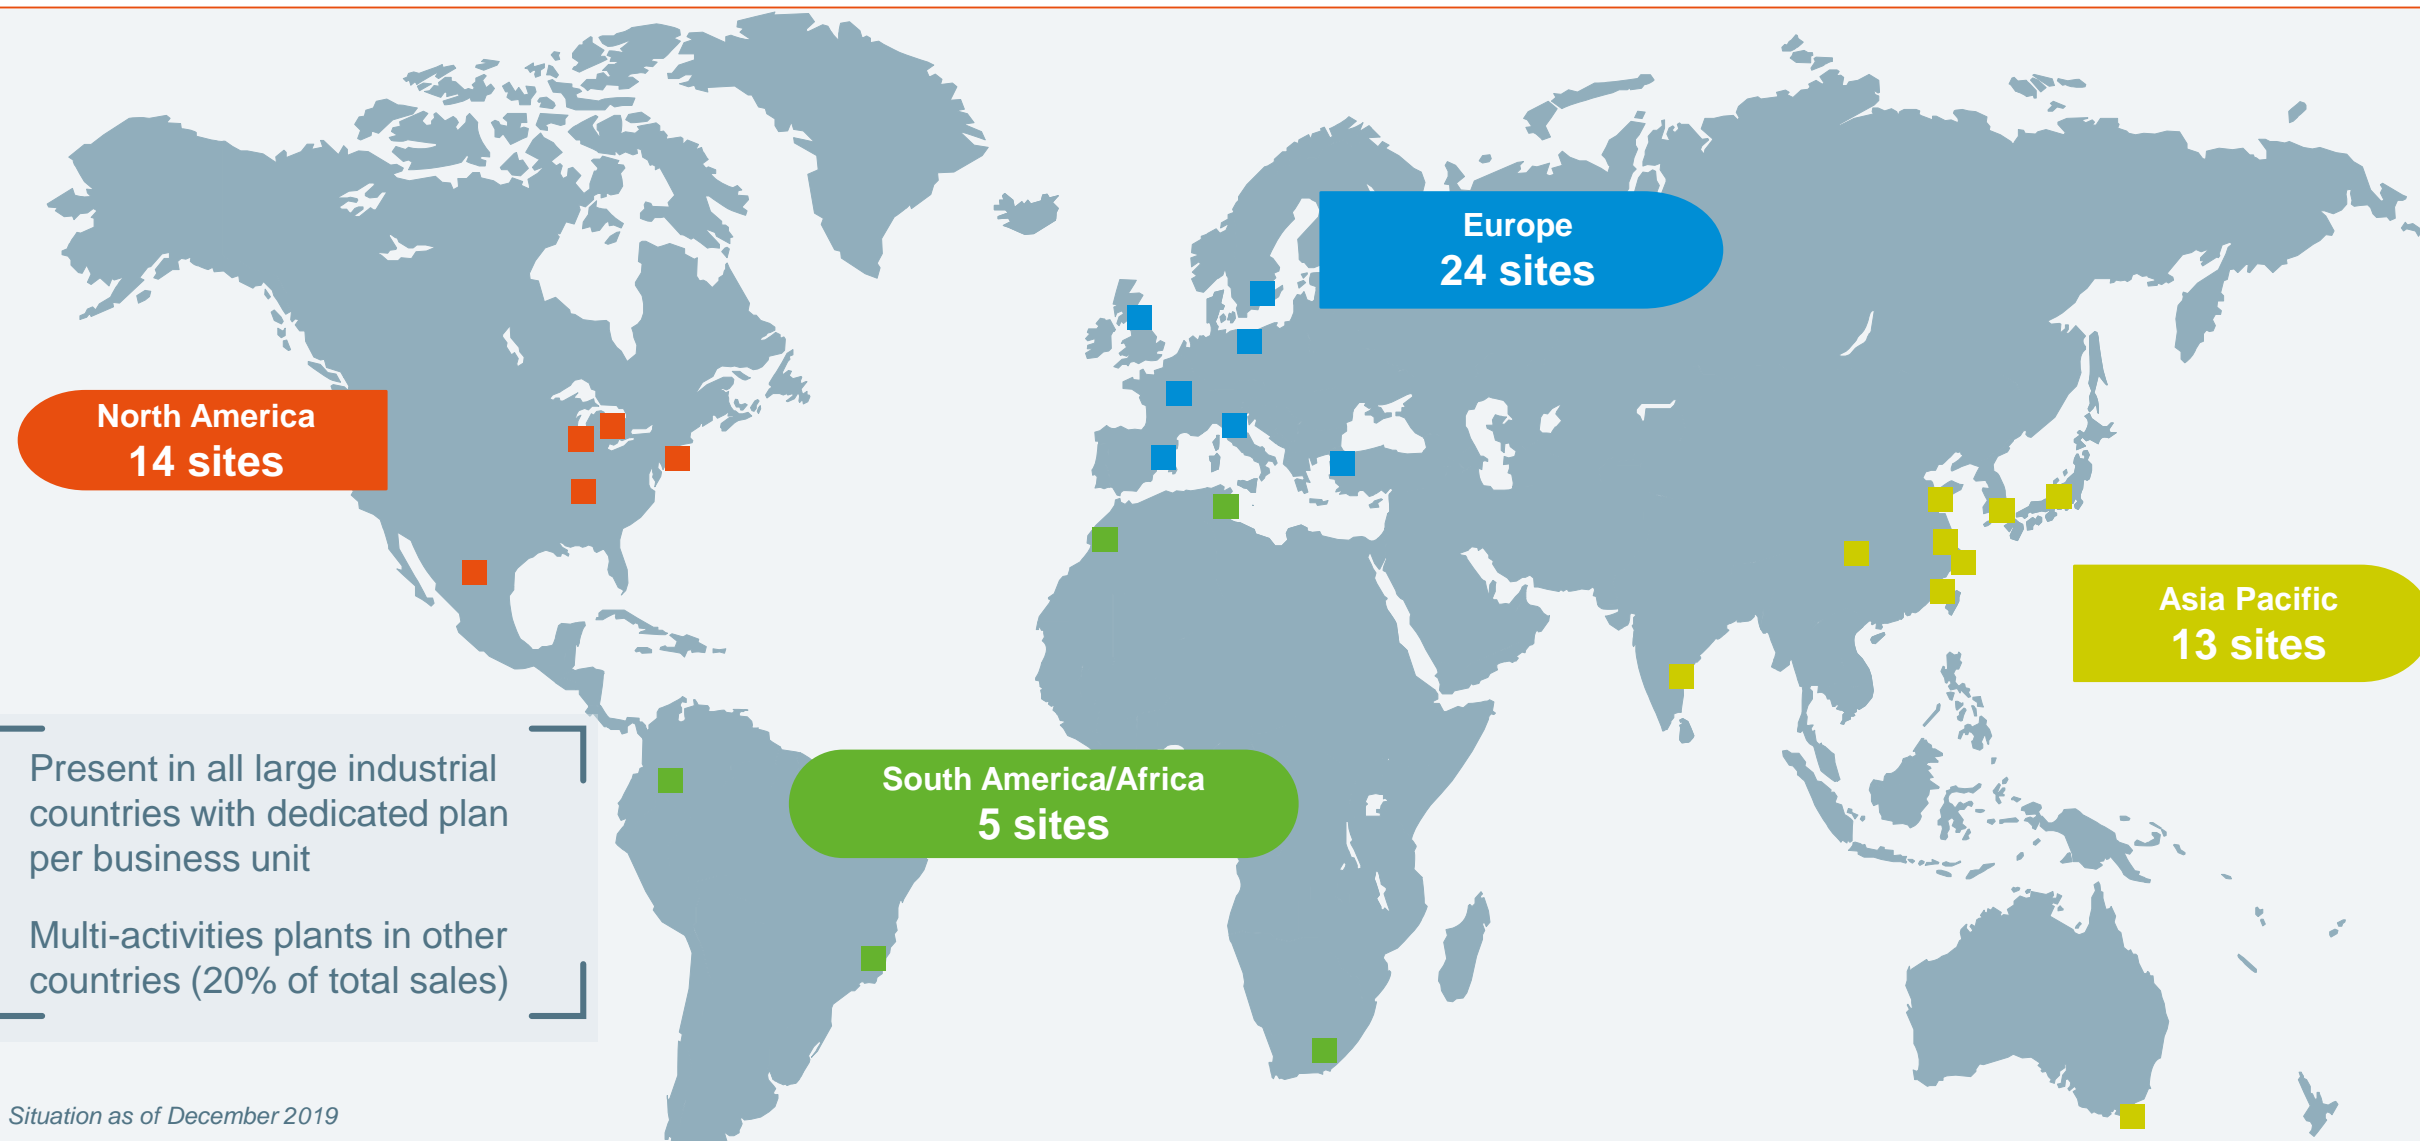 Europe
24 sites
North America
14 sites
Asia Pacific
13 sites
South America/Africa
5 sites
Present in all large industrial
countries with dedicated plan
per business unit
Multi-activities plants in other
countries (20% of total sales)
Situation as of December 2019